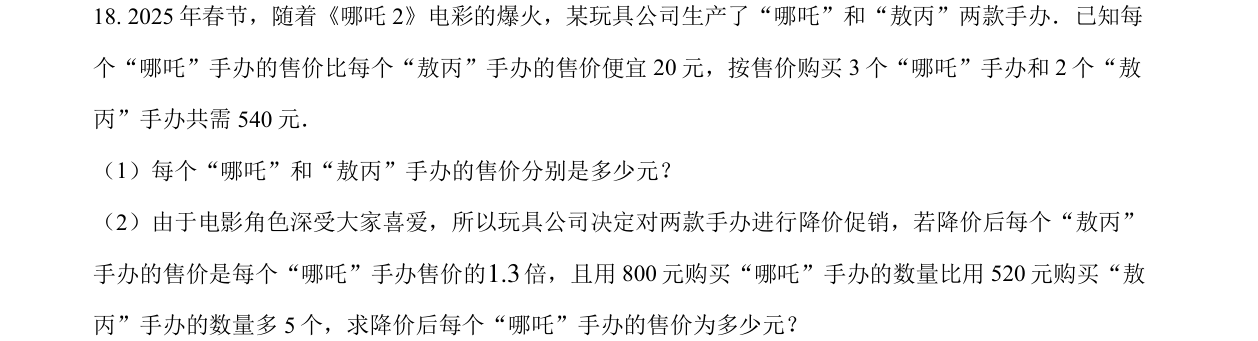 18. 2025 年春节，随着《哪吒 2》电彩的爆火，某玩具公司生产了“哪吒”和“敖丙”两款手办．已知每
个“哪吒”手办的售价比每个“敖丙”手办的售价便宜 20 元，按售价购买 3 个“哪吒”手办和 2 个“敖
丙”手办共需 540 元．
（1）每个“哪吒”和“敖丙”手办的售价分别是多少元？
（2）由于电影角色深受大家喜爱，所以玩具公司决定对两款手办进行降价促销，若降价后每个“敖丙”
手办的售价是每个“哪吒”手办售价的1.3倍，且用 800 元购买“哪吒”手办的数量比用 520 元购买“敖
丙”手办的数量多 5 个，求降价后每个“哪吒”手办的售价为多少元？